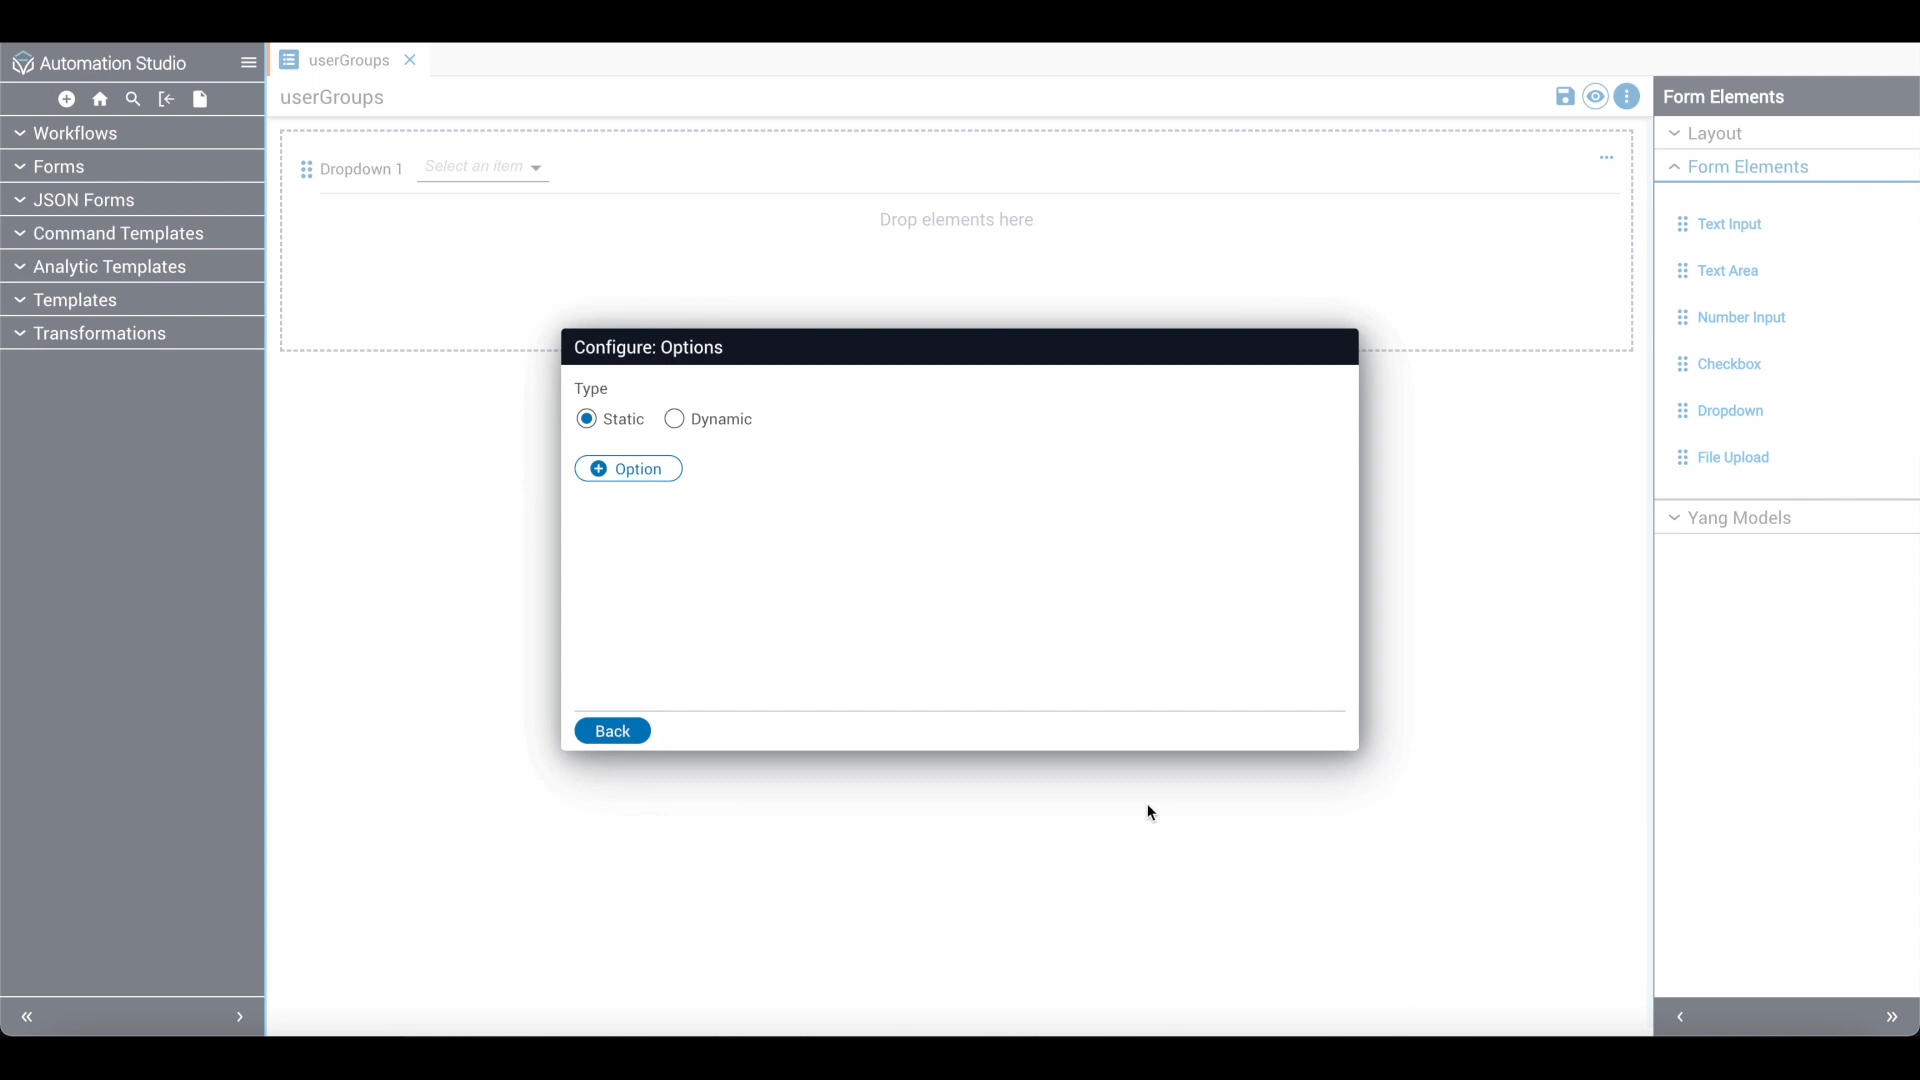 Automation Studio
Workflows
Forms
JSON Forms
Command Templates
Analytic Templates
Templates
Transformations
userGroups
userGroups
Dropdown 1
Select an item
Drop elements here
Configure: Options
Type
Static
Dynamic
Option
Back
Form Elements
Layout
Form Elements
Text Input
Text Area
Number Input
Checkbox
Dropdown
File Upload
Yang Models